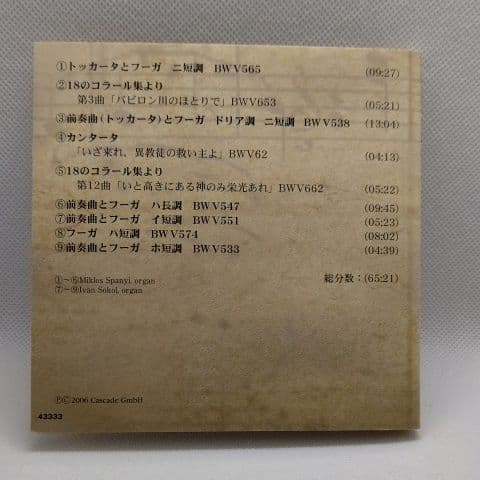 ①トッカータとフーガ ニ短調 BWV565 (09:27)
②18のコラール集より
第3曲「バビロン川のほとりで」BWV653 (05:21)
③前奏曲(トッカータ)とフーガ ドリア調 ニ短調 BWV538 (13:04)
④カンタータ
「いざ来れ、異教徒の救い主よ」BWV62 (04:13)
⑤18のコラール集より
第12曲「いと高きにある神のみ栄光あれ」BWV662 (05:22)
⑥前奏曲とフーガ ハ長調 BWV547 (09:45)
⑦前奏曲とフーガ イ短調 BWV551 (05:23)
⑧フーガ ハ短調 BWV574 (08:02)
⑨前奏曲とフーガ ホ短調 BWV533 (04:39)
①～⑥Miklos Spanyi, organ 総分数：(65:21)
⑦～⑨Ivan Sokol, organ
Ⓟ©2006 Cascade GmbH
43333